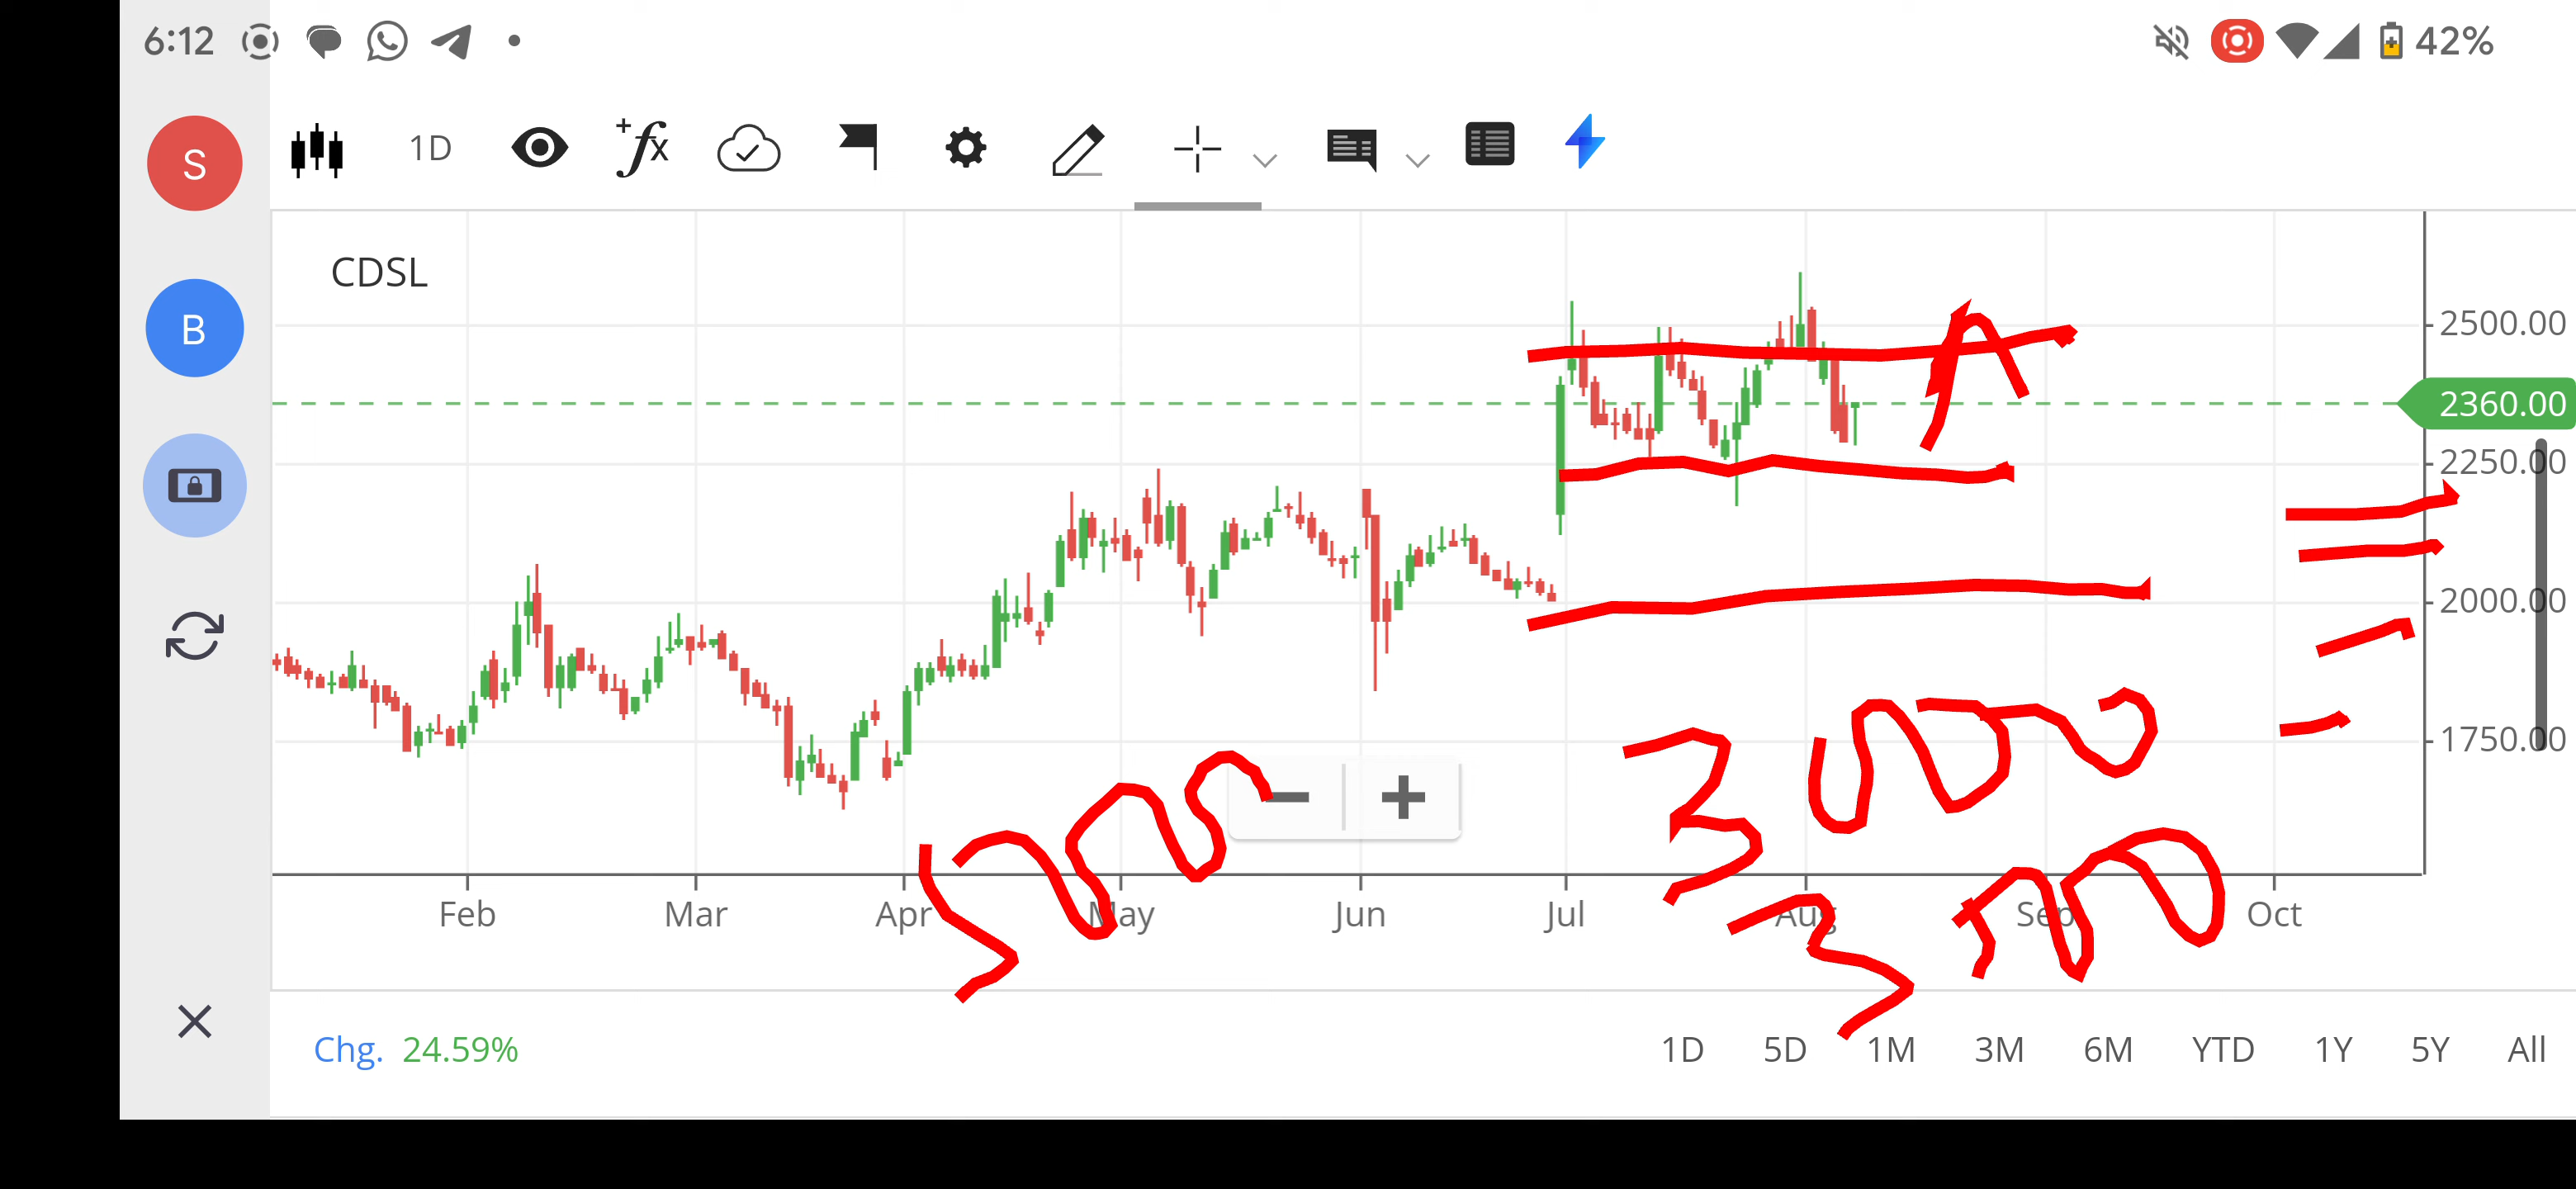 6:12 42%
S 1D
CDSL
B
2500.00
2360.00
2250.00
2000.00
1750.00
3000
500
3500
Feb Mar Apr May Jun Jul Aug Sep Oct
Chg. 24.59% 1D 5D 1M 3M 6M YTD 1Y 5Y All